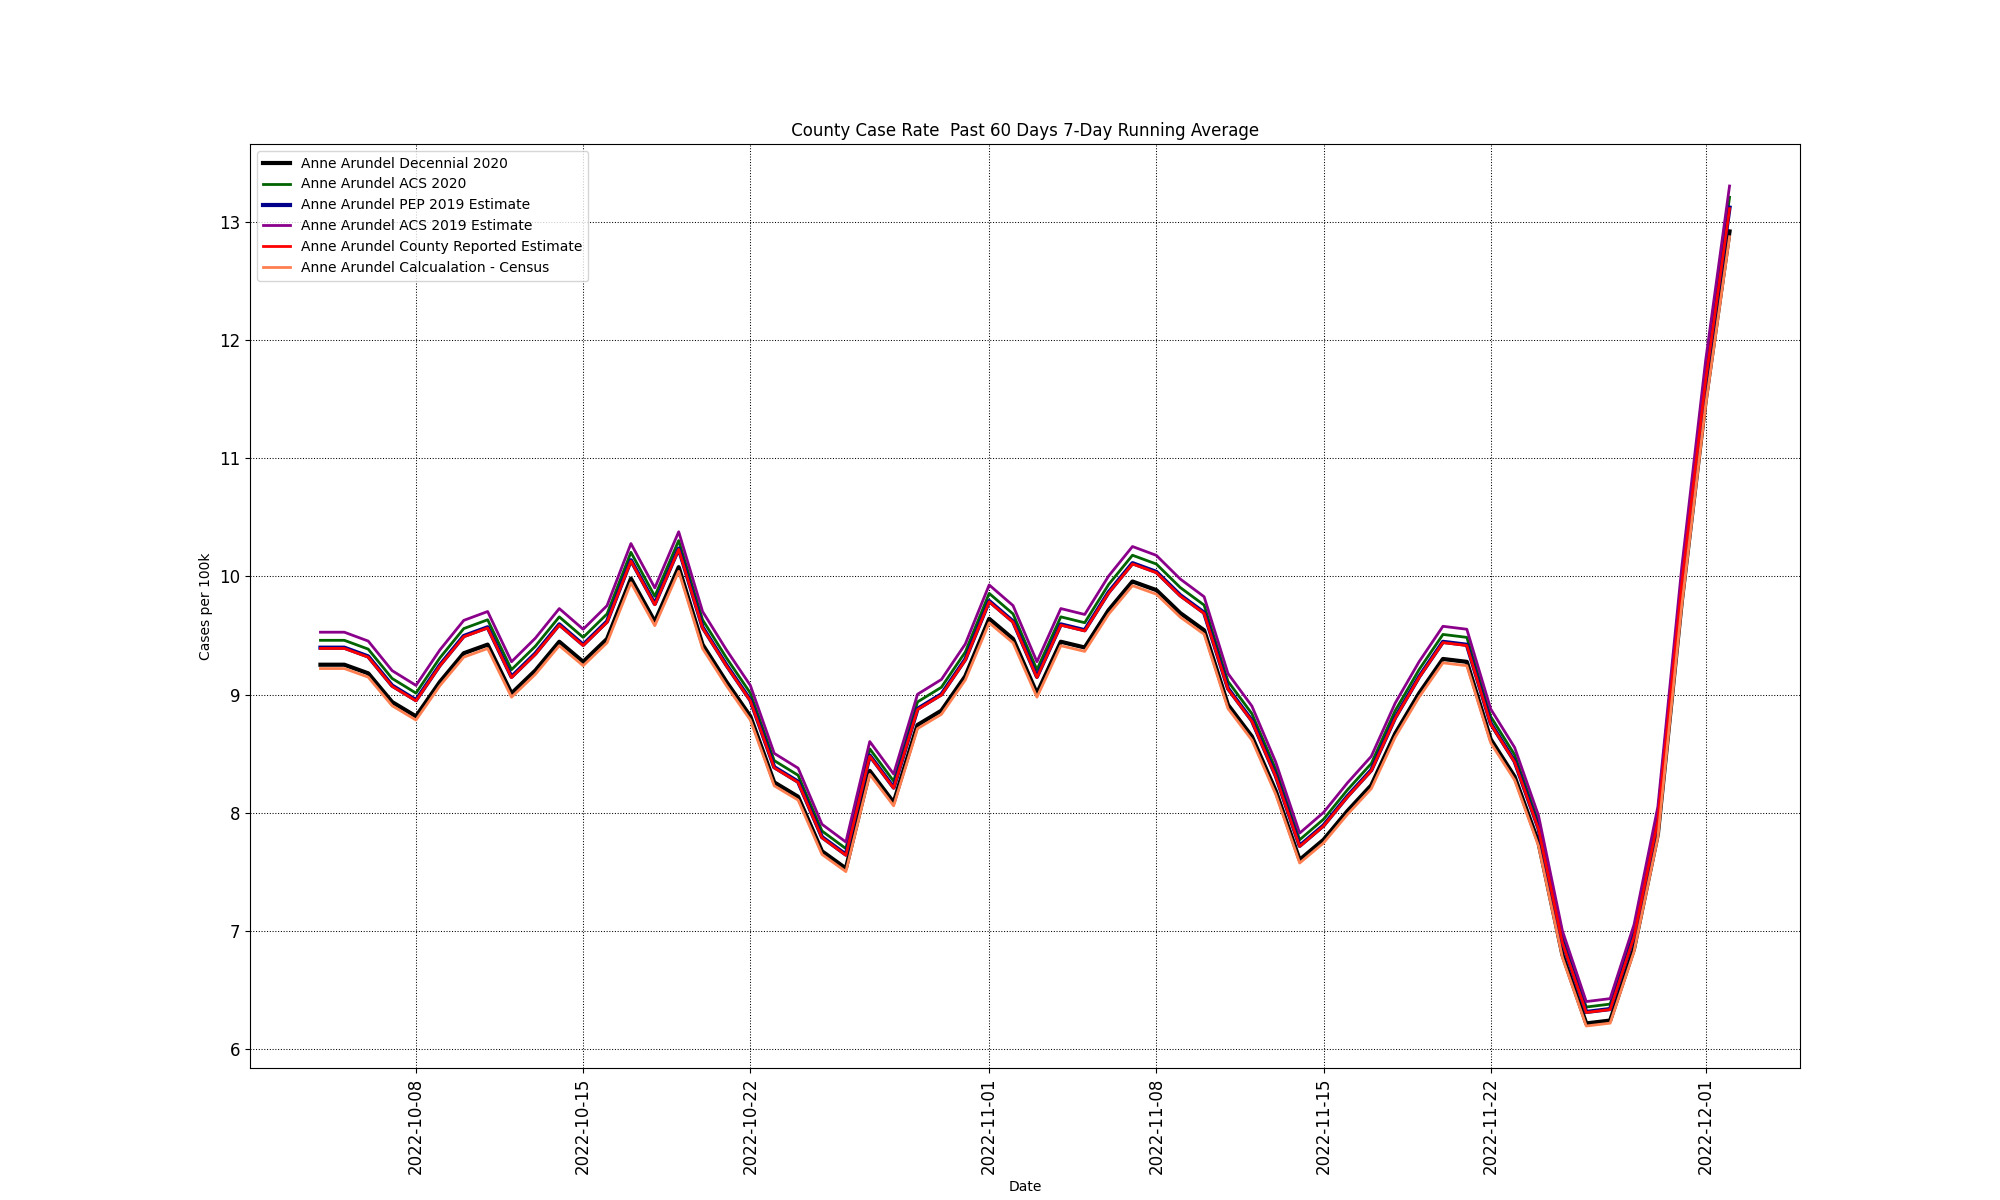 County Case Rate  Past 60 Days 7-Day Running Average
Anne Arundel Decennial 2020
Anne Arundel ACS 2020
Anne Arundel PEP 2019 Estimate
Anne Arundel ACS 2019 Estimate
Anne Arundel County Reported Estimate
Anne Arundel Calcualation - Census
13
12
11
10
9
8
7
6
Cases per 100k
2022-10-08
2022-10-15
2022-10-22
2022-11-01
2022-11-08
2022-11-15
2022-11-22
2022-12-01
Date